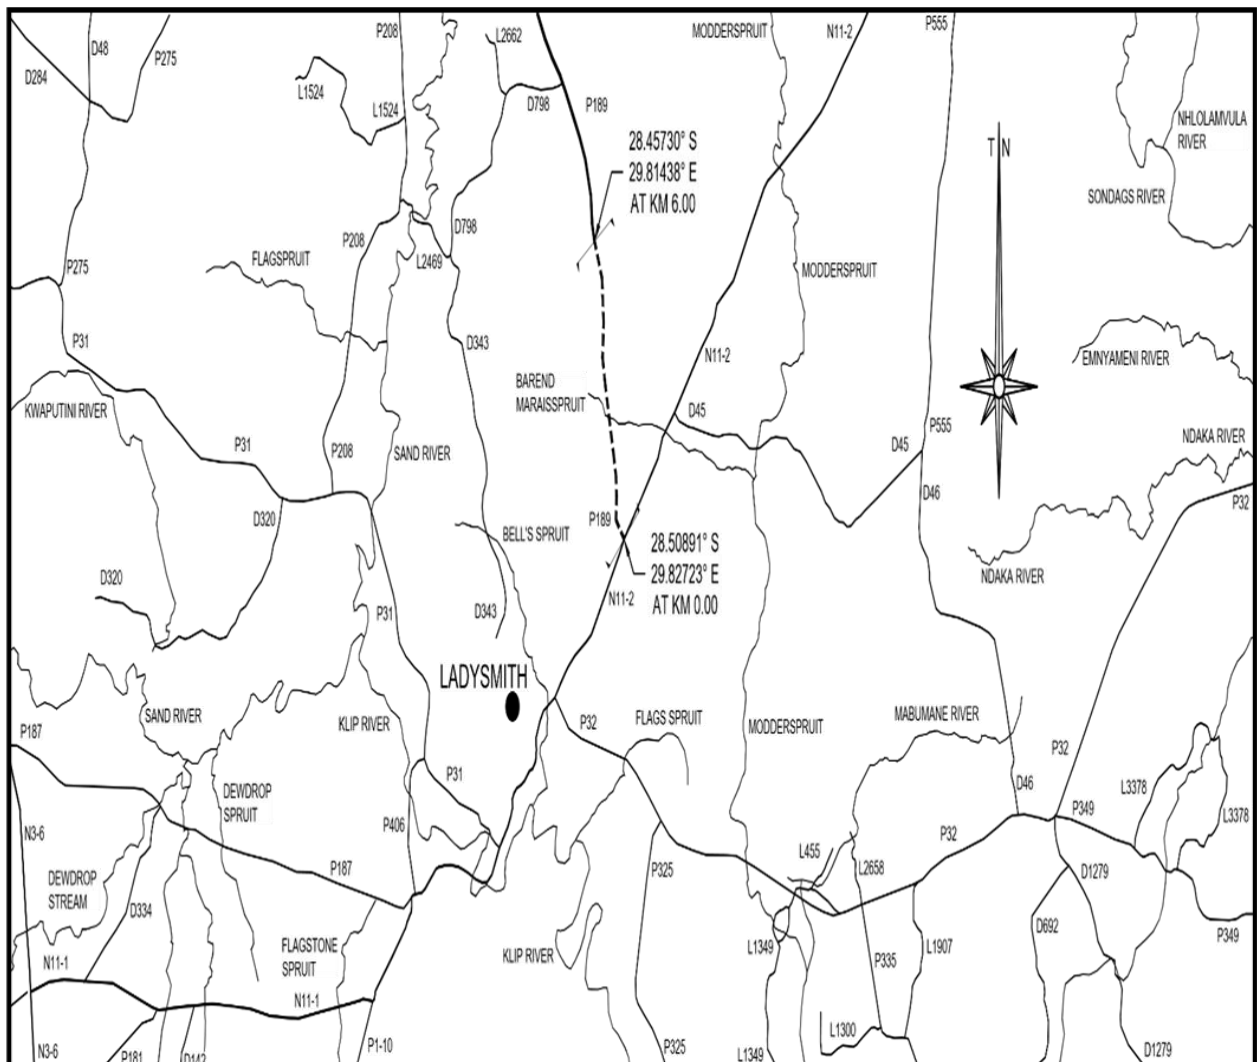 P208
L2662
MODDERSPRUIT
N11-2
P555
D48
P275
D284
L1524
L1524
D798
P189
28.45730° S
29.81438° E
AT KM 6.00
T N
NHLOLAMVULA
RIVER
SONDAGS RIVER
P208
D798
FLAGSPRUIT
L2469
P275
MODDERSPRUIT
P31
D343
N11-2
EMNYAMENI RIVER
BAREND
MARAISSPRUIT
KWAPUTINI RIVER
D45
P555
NDAKA RIVER
P31
P208
SAND RIVER
D45
D46
P32
D320
P189
BELL'S SPRUIT
28.50891° S
29.82723° E
AT KM 0.00
NDAKA RIVER
D320
P31
D343
N11-2
LADYSMITH
SAND RIVER
KLIP RIVER
P32
FLAGS SPRUIT
MODDERSPRUIT
MABUMANE RIVER
P187
P32
P31
D46
DEWDROP
SPRUIT
L3378
P349
L3378
N3-6
P406
P32
P187
L455
L2658
P325
DEWDROP
STREAM
D1279
D334
D692
FLAGSTONE
SPRUIT
KLIP RIVER
L1349
L1907
P349
N11-1
P335
N11-1
L1300
N3-6
P181
D142
P1-10
P325
L1349
D1279